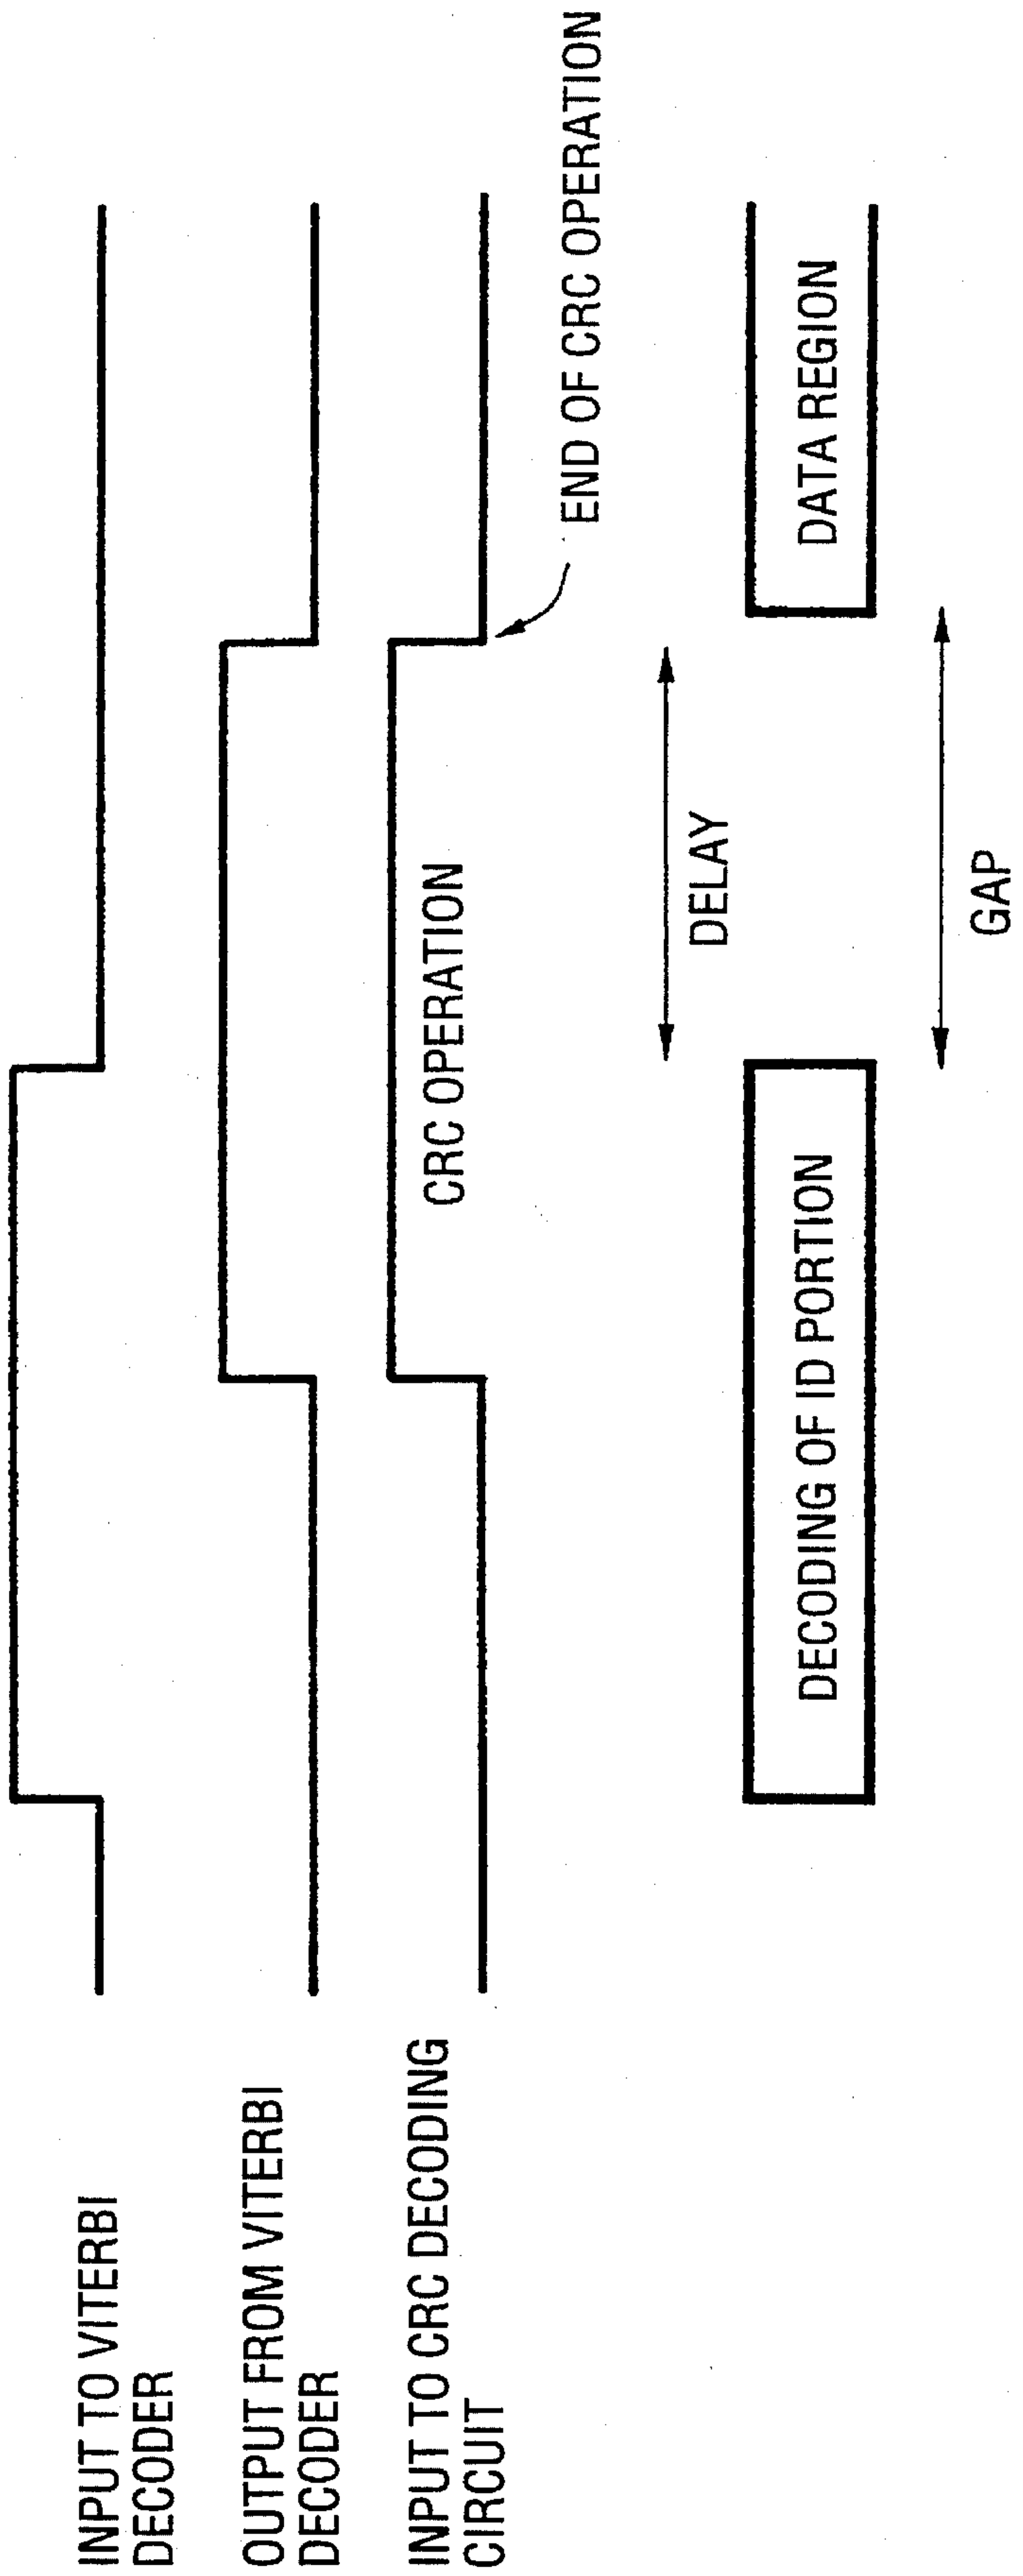 INPUT TO VITERBI
DECODER
OUTPUT FROM VITERBI
DECODER
INPUT TO CRC DECODING
CIRCUIT
CRC OPERATION
END OF CRC OPERATION
DELAY
DECODING OF ID PORTION
DATA REGION
GAP